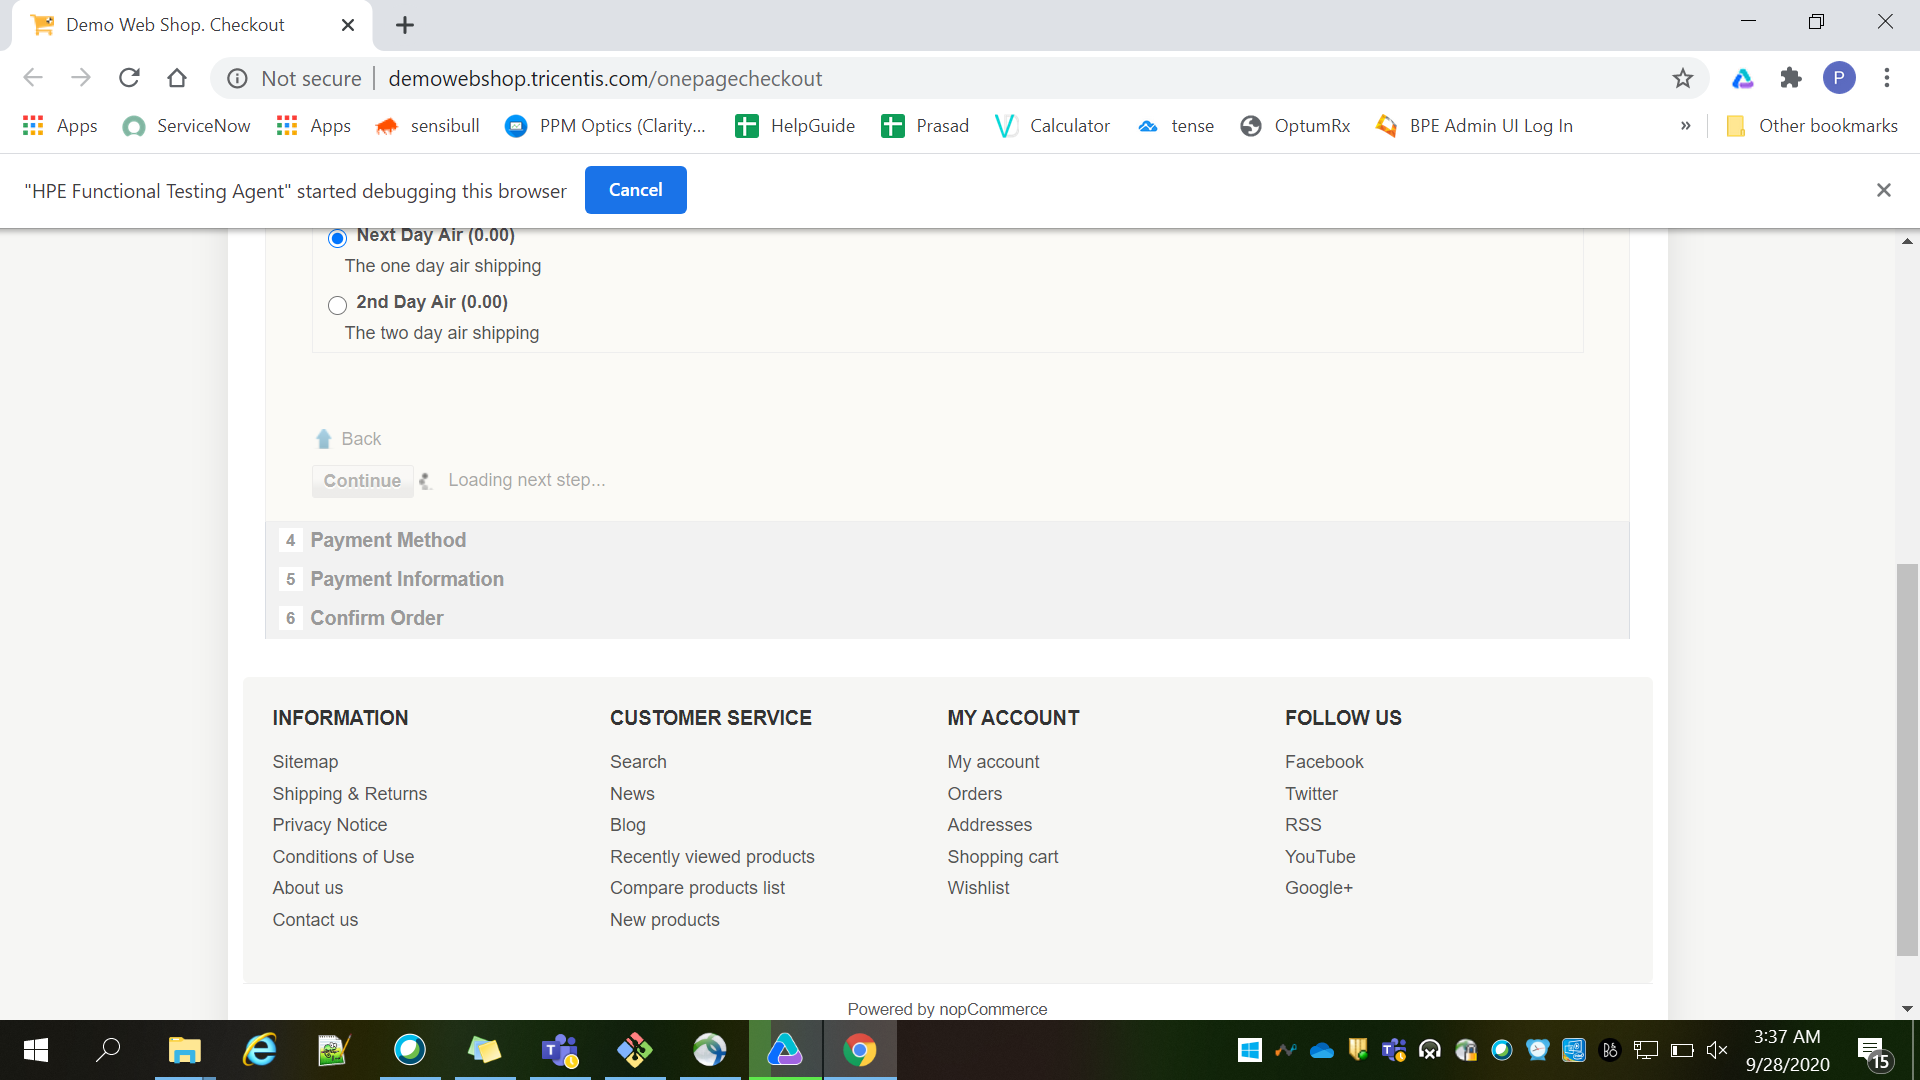 Demo Web Shop. Checkout
Not secure
demowebshop.tricentis.com/onepagecheckout
P
Apps
ServiceNow
Apps
sensibull
PPM Optics (Clarity...
HelpGuide
Prasad
Calculator
tense
OptumRx
BPE Admin UI Log In
»
Other bookmarks
"HPE Functional Testing Agent" started debugging this browser
Cancel
Next Day Air (0.00)
The one day air shipping
2nd Day Air (0.00)
The two day air shipping
Back
Continue
Loading next step...
4 Payment Method
5 Payment Information
6 Confirm Order
INFORMATION
Sitemap
Shipping & Returns
Privacy Notice
Conditions of Use
About us
Contact us
CUSTOMER SERVICE
Search
News
Blog
Recently viewed products
Compare products list
New products
MY ACCOUNT
My account
Orders
Addresses
Shopping cart
Wishlist
FOLLOW US
Facebook
Twitter
RSS
YouTube
Google+
Powered by nopCommerce
3:37 AM
9/28/2020
15